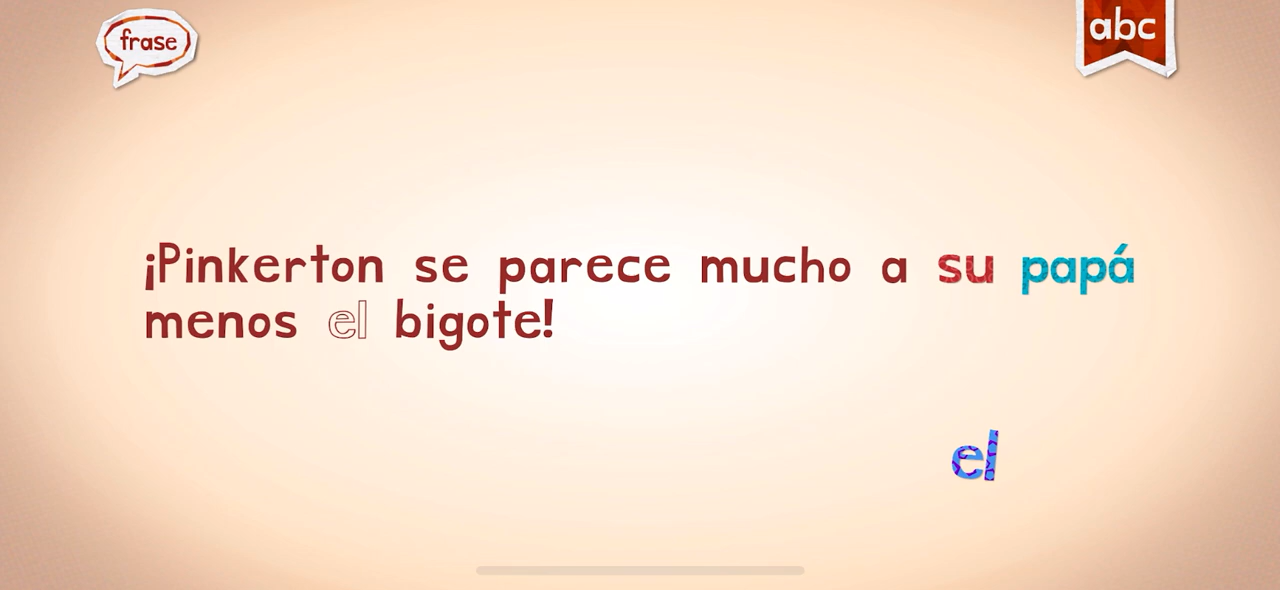 frase
abc
¡Pinkerton se parece mucho a su papá
menos el bigote!
el